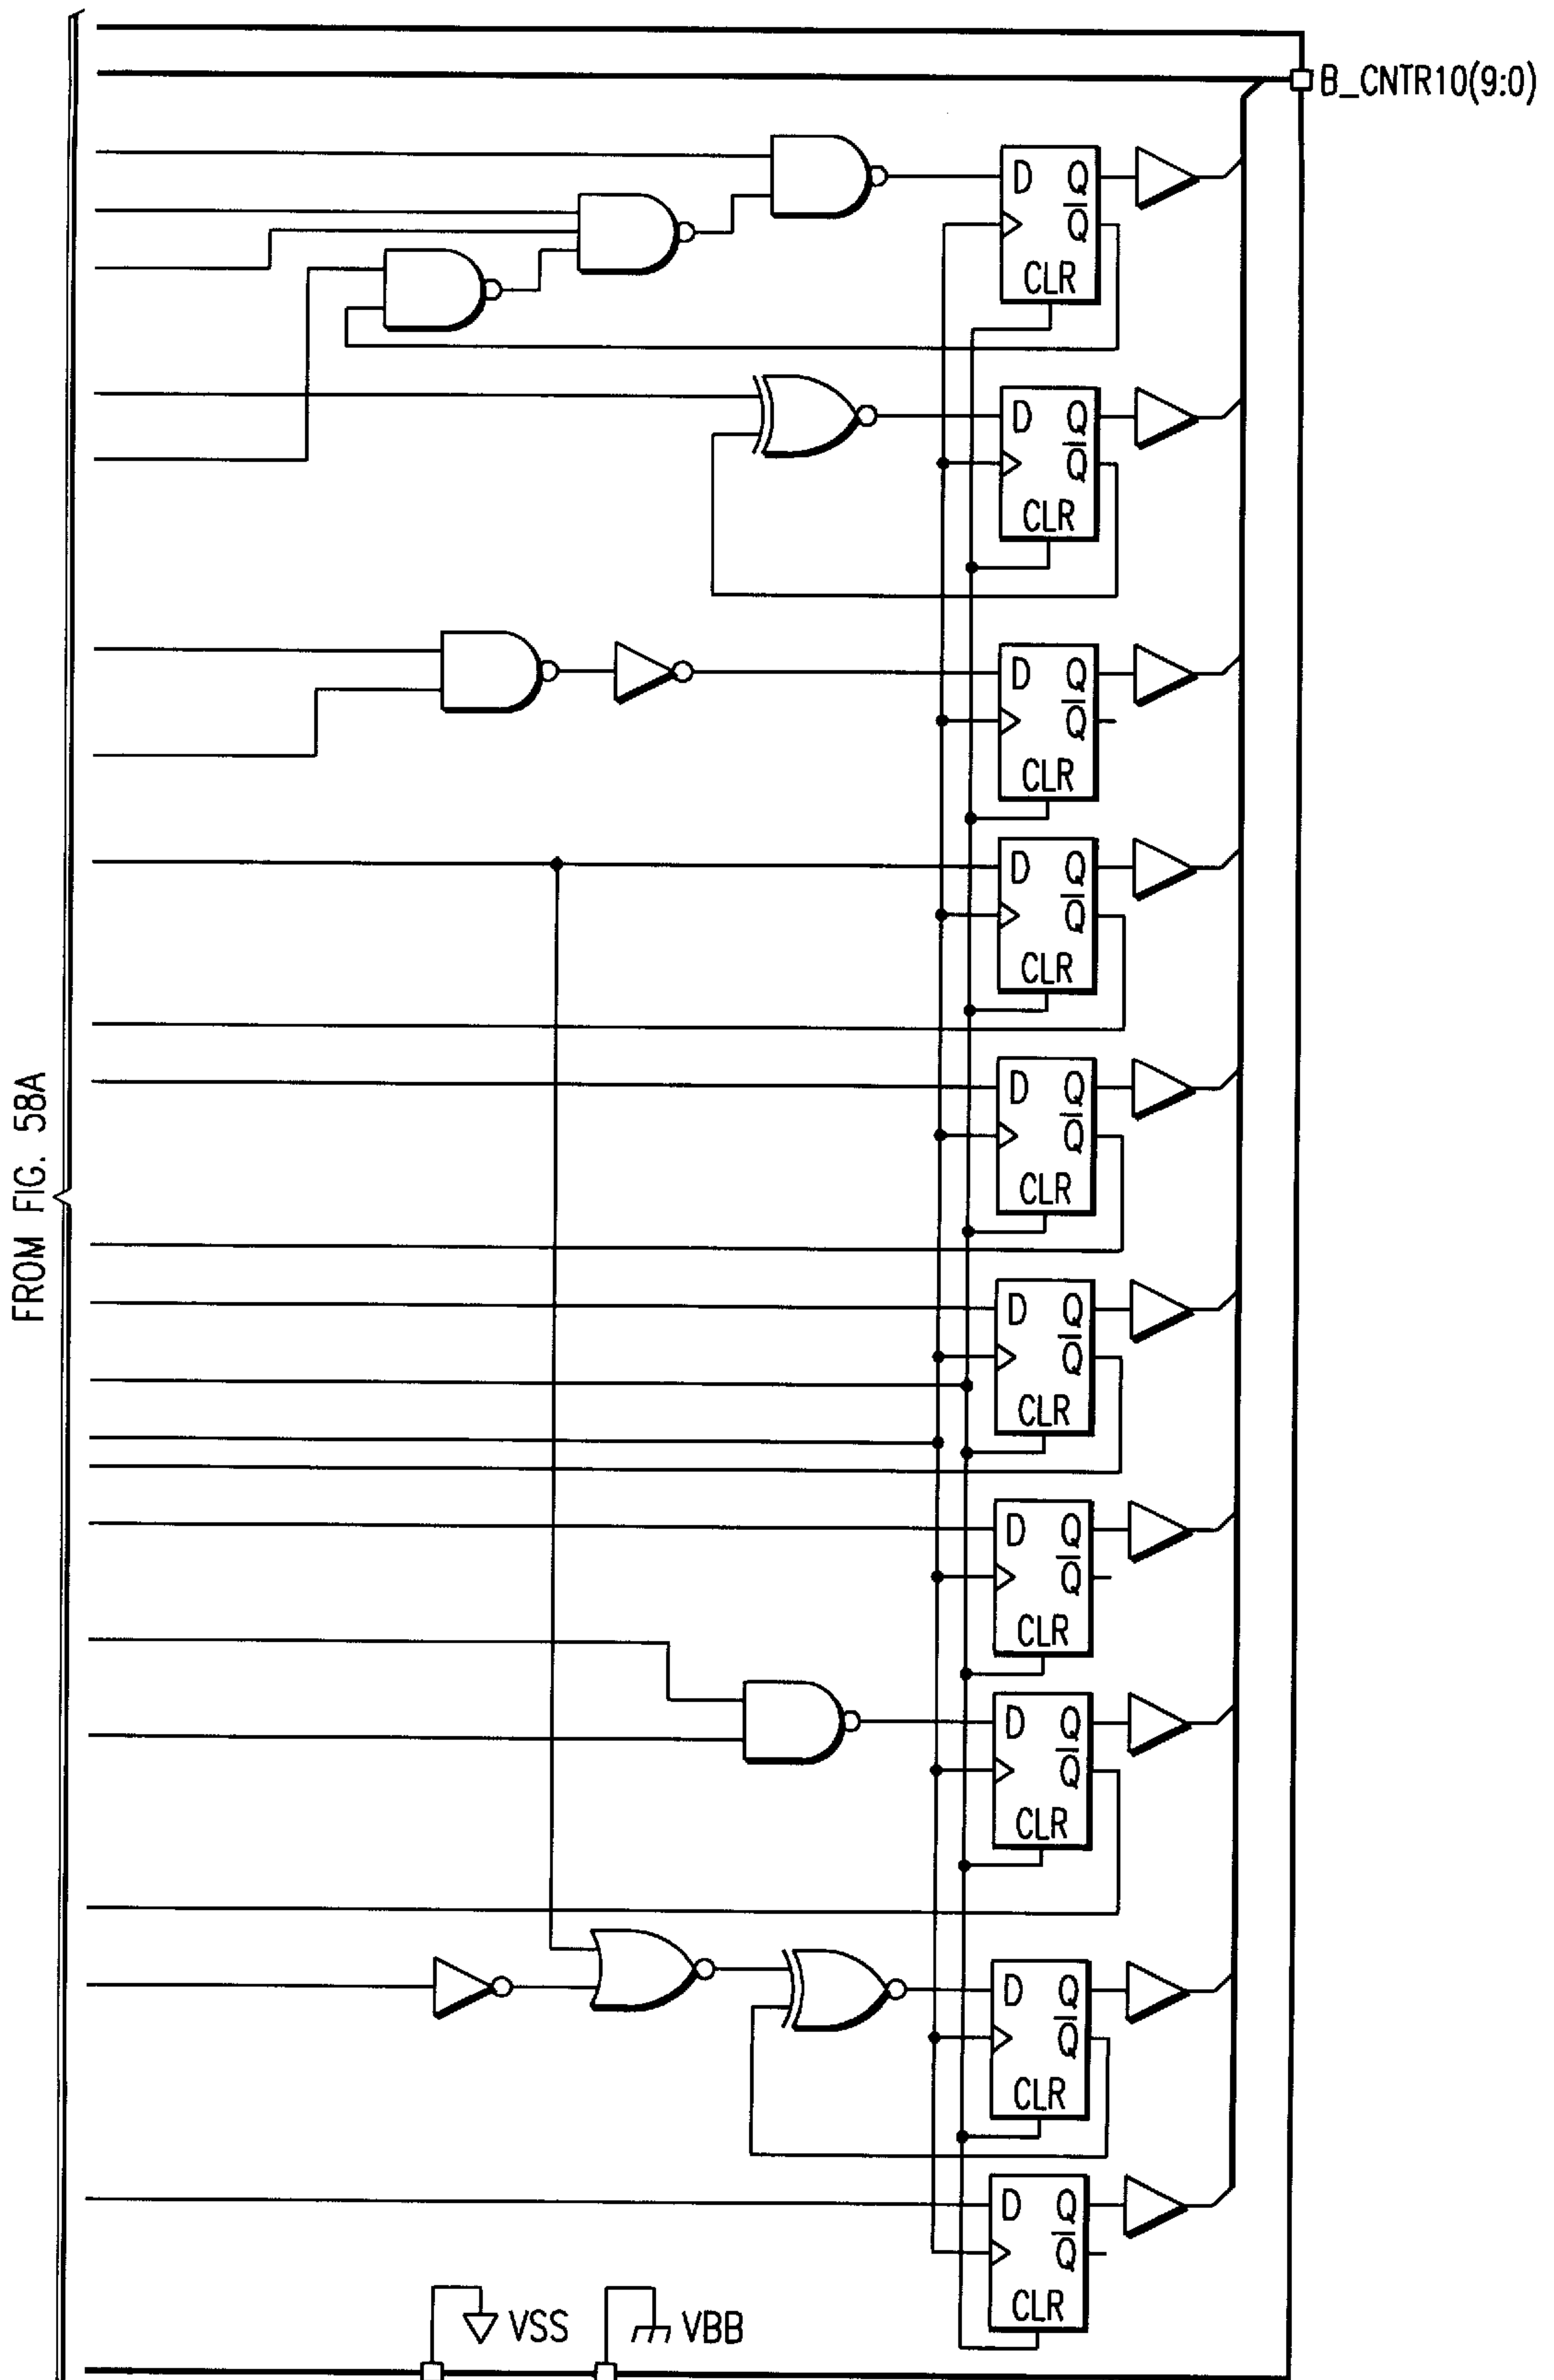 B_CNTR10(9:0)
D Q
Q̅
CLR
D Q
Q̅
CLR
D Q
Q̅
CLR
D Q
Q̅
CLR
FROM FIG. 58A
D Q
Q̅
CLR
D Q
Q̅
CLR
D Q
Q̅
CLR
D Q
Q̅
CLR
D Q
Q̅
CLR
D Q
Q̅
CLR
VSS VBB